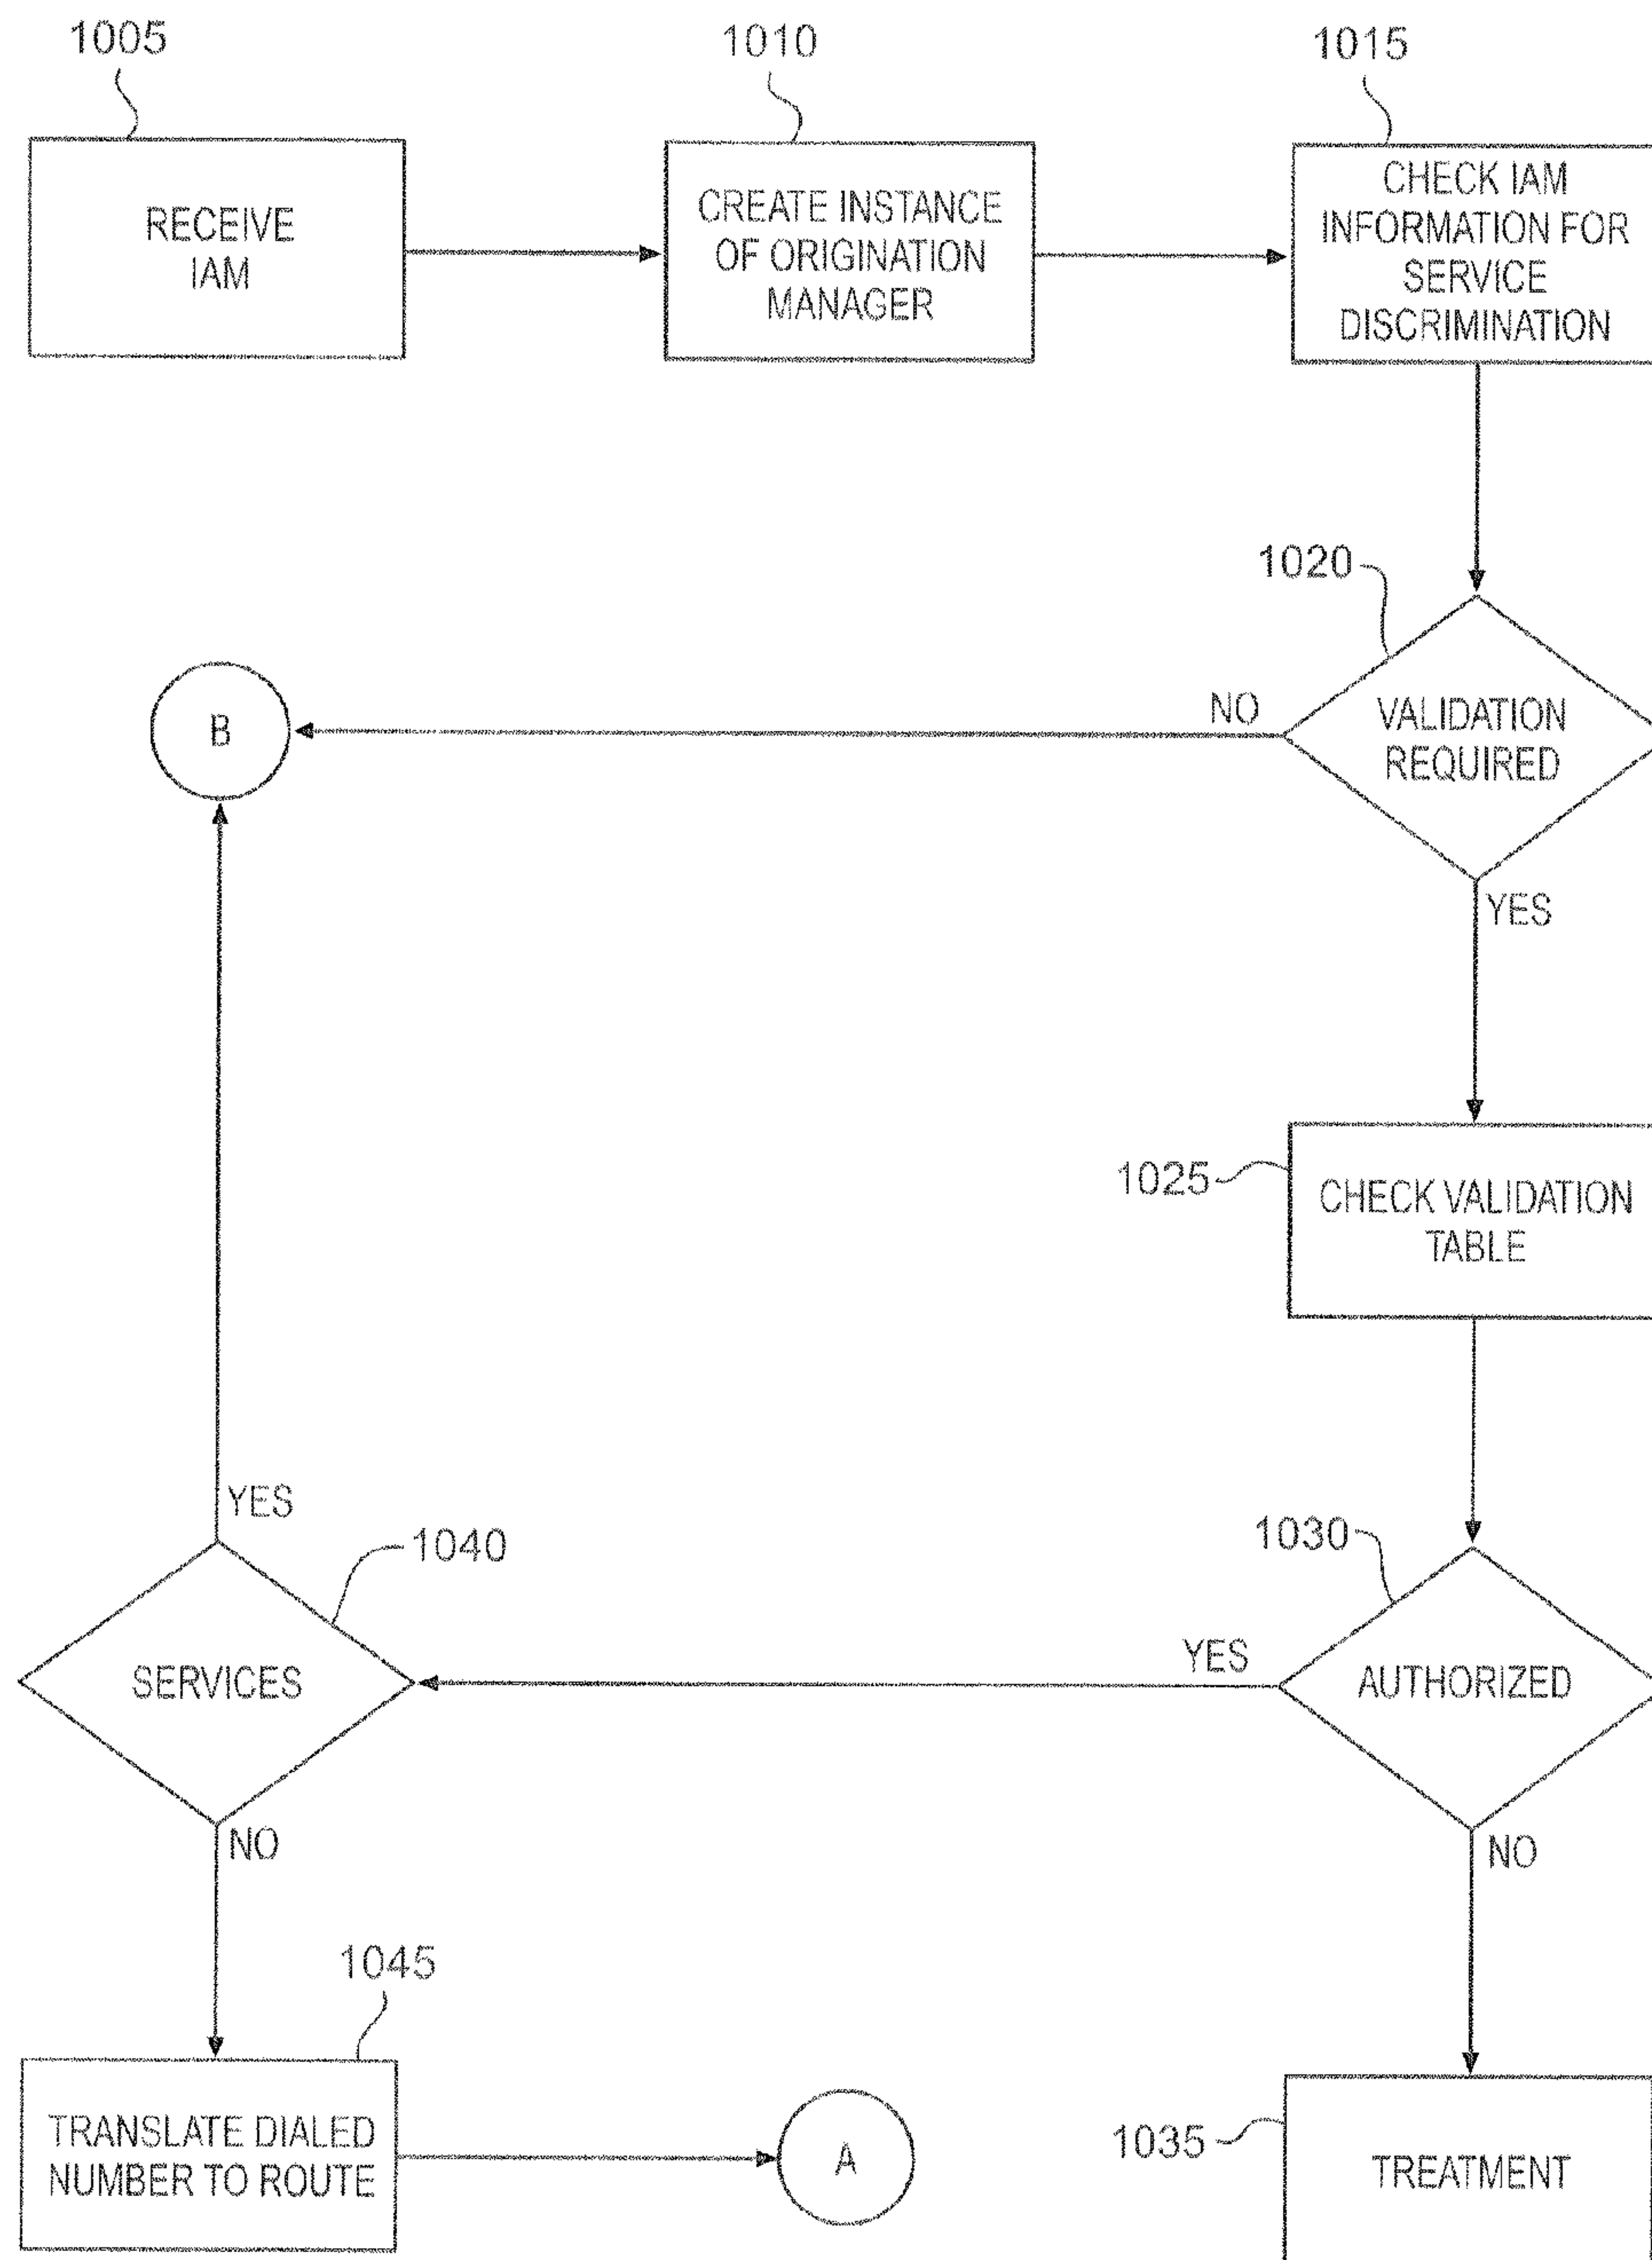 1005
1010
1015
RECEIVE
IAM
CREATE INSTANCE
OF ORIGINATION
MANAGER
CHECK IAM
INFORMATION FOR
SERVICE
DISCRIMINATION
1020
B
NO
VALIDATION
REQUIRED
YES
1025
CHECK VALIDATION
TABLE
YES
1040
1030
SERVICES
YES
AUTHORIZED
NO
NO
1045
TRANSLATE DIALED
NUMBER TO ROUTE
A
1035
TREATMENT